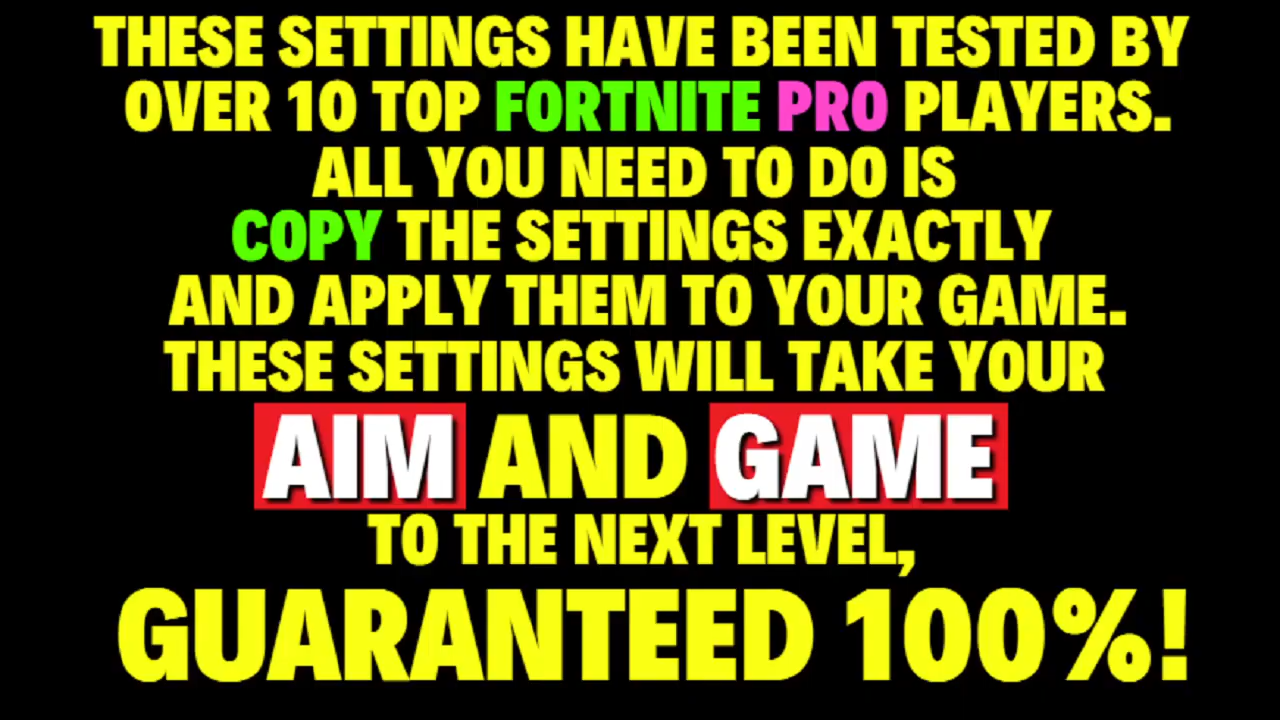 THESE SETTINGS HAVE BEEN TESTED BY
OVER 10 TOP FORTNITE PRO PLAYERS.
ALL YOU NEED TO DO IS
COPY THE SETTINGS EXACTLY
AND APPLY THEM TO YOUR GAME.
THESE SETTINGS WILL TAKE YOUR
AIM AND GAME
TO THE NEXT LEVEL,
GUARANTEED 100%!